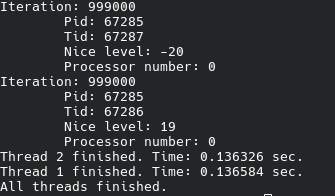 Iteration: 999000
Pid: 67285
Tid: 67287
Nice level: -20
Processor number: 0
Iteration: 999000
Pid: 67285
Tid: 67286
Nice level: 19
Processor number: 0
Thread 2 finished. Time: 0.136326 sec.
Thread 1 finished. Time: 0.136584 sec.
All threads finished.